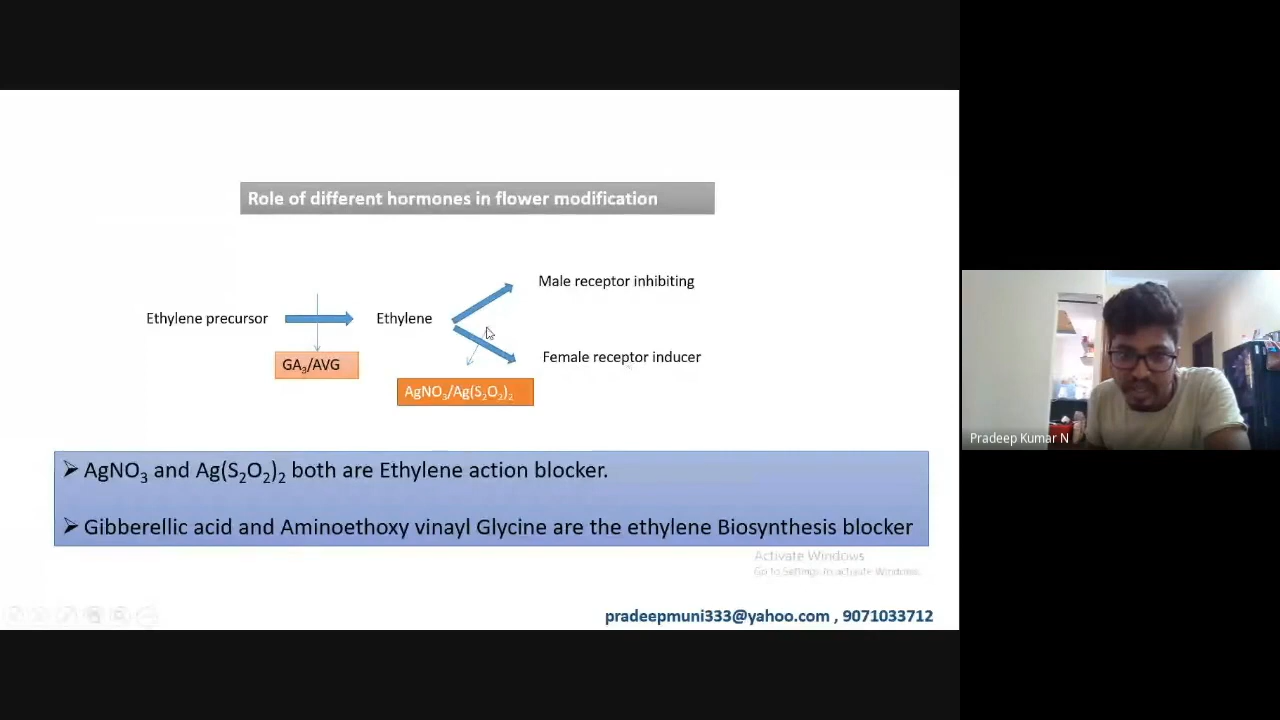 Role of different hormones in flower modification
Male receptor inhibiting
Ethylene precursor
Ethylene
Female receptor inducer
GA₃/AVG
AgNO₃/Ag(S₂O₂)₂
➢ AgNO₃ and Ag(S₂O₂)₂ both are Ethylene action blocker.
➢ Gibberellic acid and Aminoethoxy vinayl Glycine are the ethylene Biosynthesis blocker
Activate Windows
Go to Settings to activate Windows.
pradeepmuni333@yahoo.com , 9071033712
Pradeep Kumar N